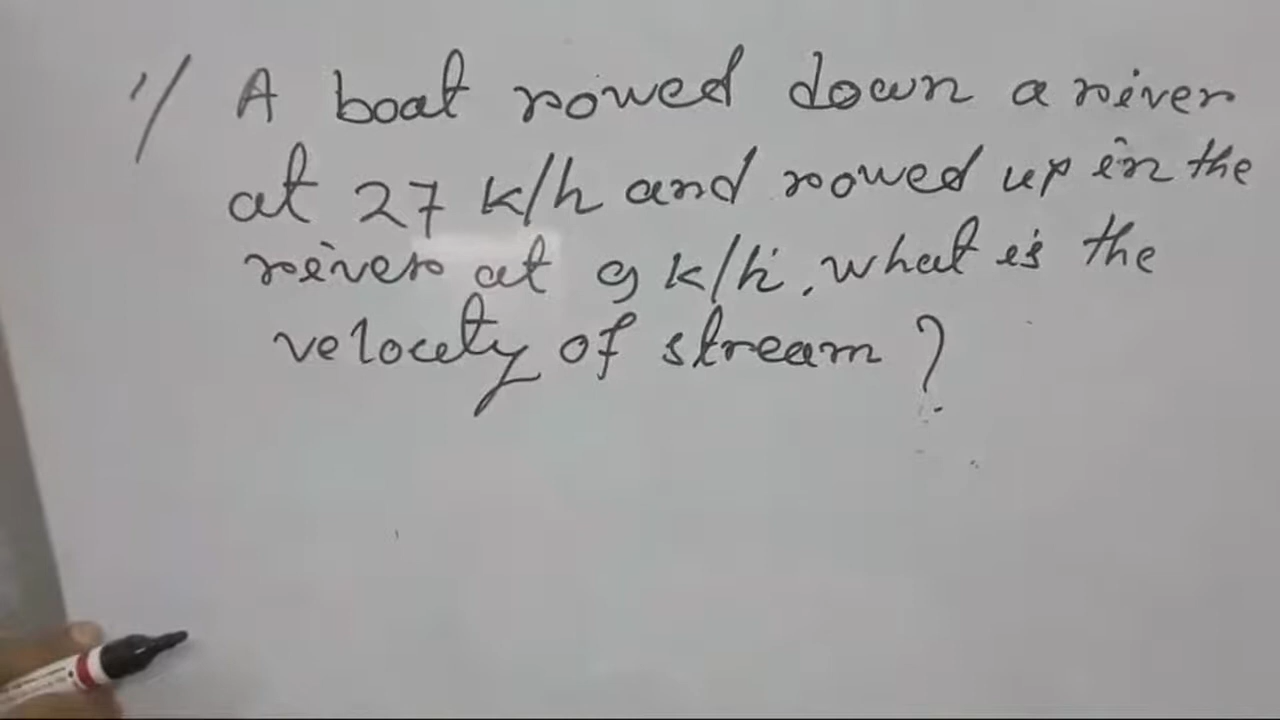 1/ A boat rowed down a river
at 27 k/h and rowed up in the
river at 9 k/h. what is the
velocity of stream ?